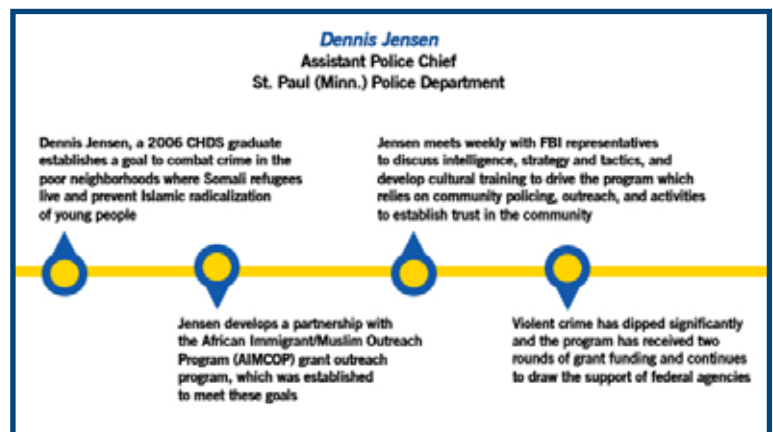 Dennis Jensen
Assistant Police Chief
St. Paul (Minn.) Police Department
Dennis Jensen, a 2006 CHDS graduate
establishes a goal to combat crime in the
poor neighborhoods where Somali refugees
live and prevent Islamic radicalization
of young people
Jensen develops a partnership with
the African Immigrant/Muslim Outreach
Program (AIMCOP) grant outreach
program, which was established
to meet these goals
Jensen meets weekly with FBI representatives
to discuss intelligence, strategy and tactics, and
develop cultural training to drive the program which
relies on community policing, outreach, and activities
to establish trust in the community
Violent crime has dipped significantly
and the program has received two
rounds of grant funding and continues
to draw the support of federal agencies